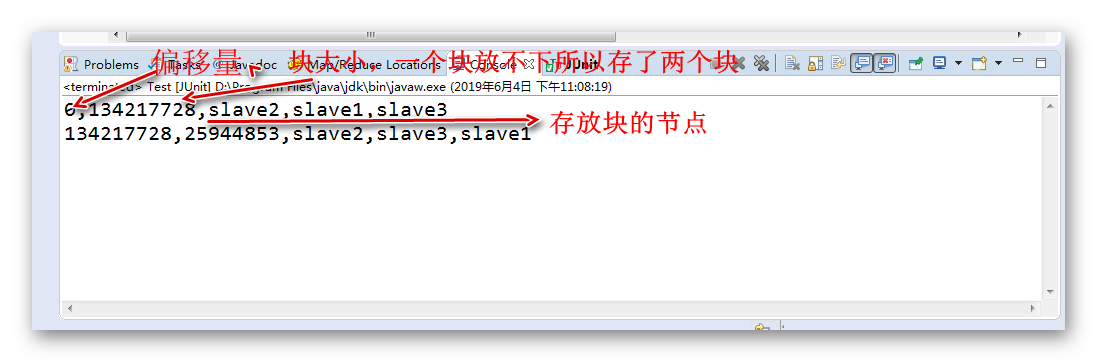 偏移量、 块大小，一个块放不下所以存了两个块
Problems Tasks Javadoc Map/Reduce Locations Console JUnit
<terminated> Test [JUnit] D:\Program Files\java\jdk\bin\javaw.exe (2019年6月4日 下午11:08:19)
6,134217728,slave2,slave1,slave3
存放块的节点
134217728,25944853,slave2,slave3,slave1